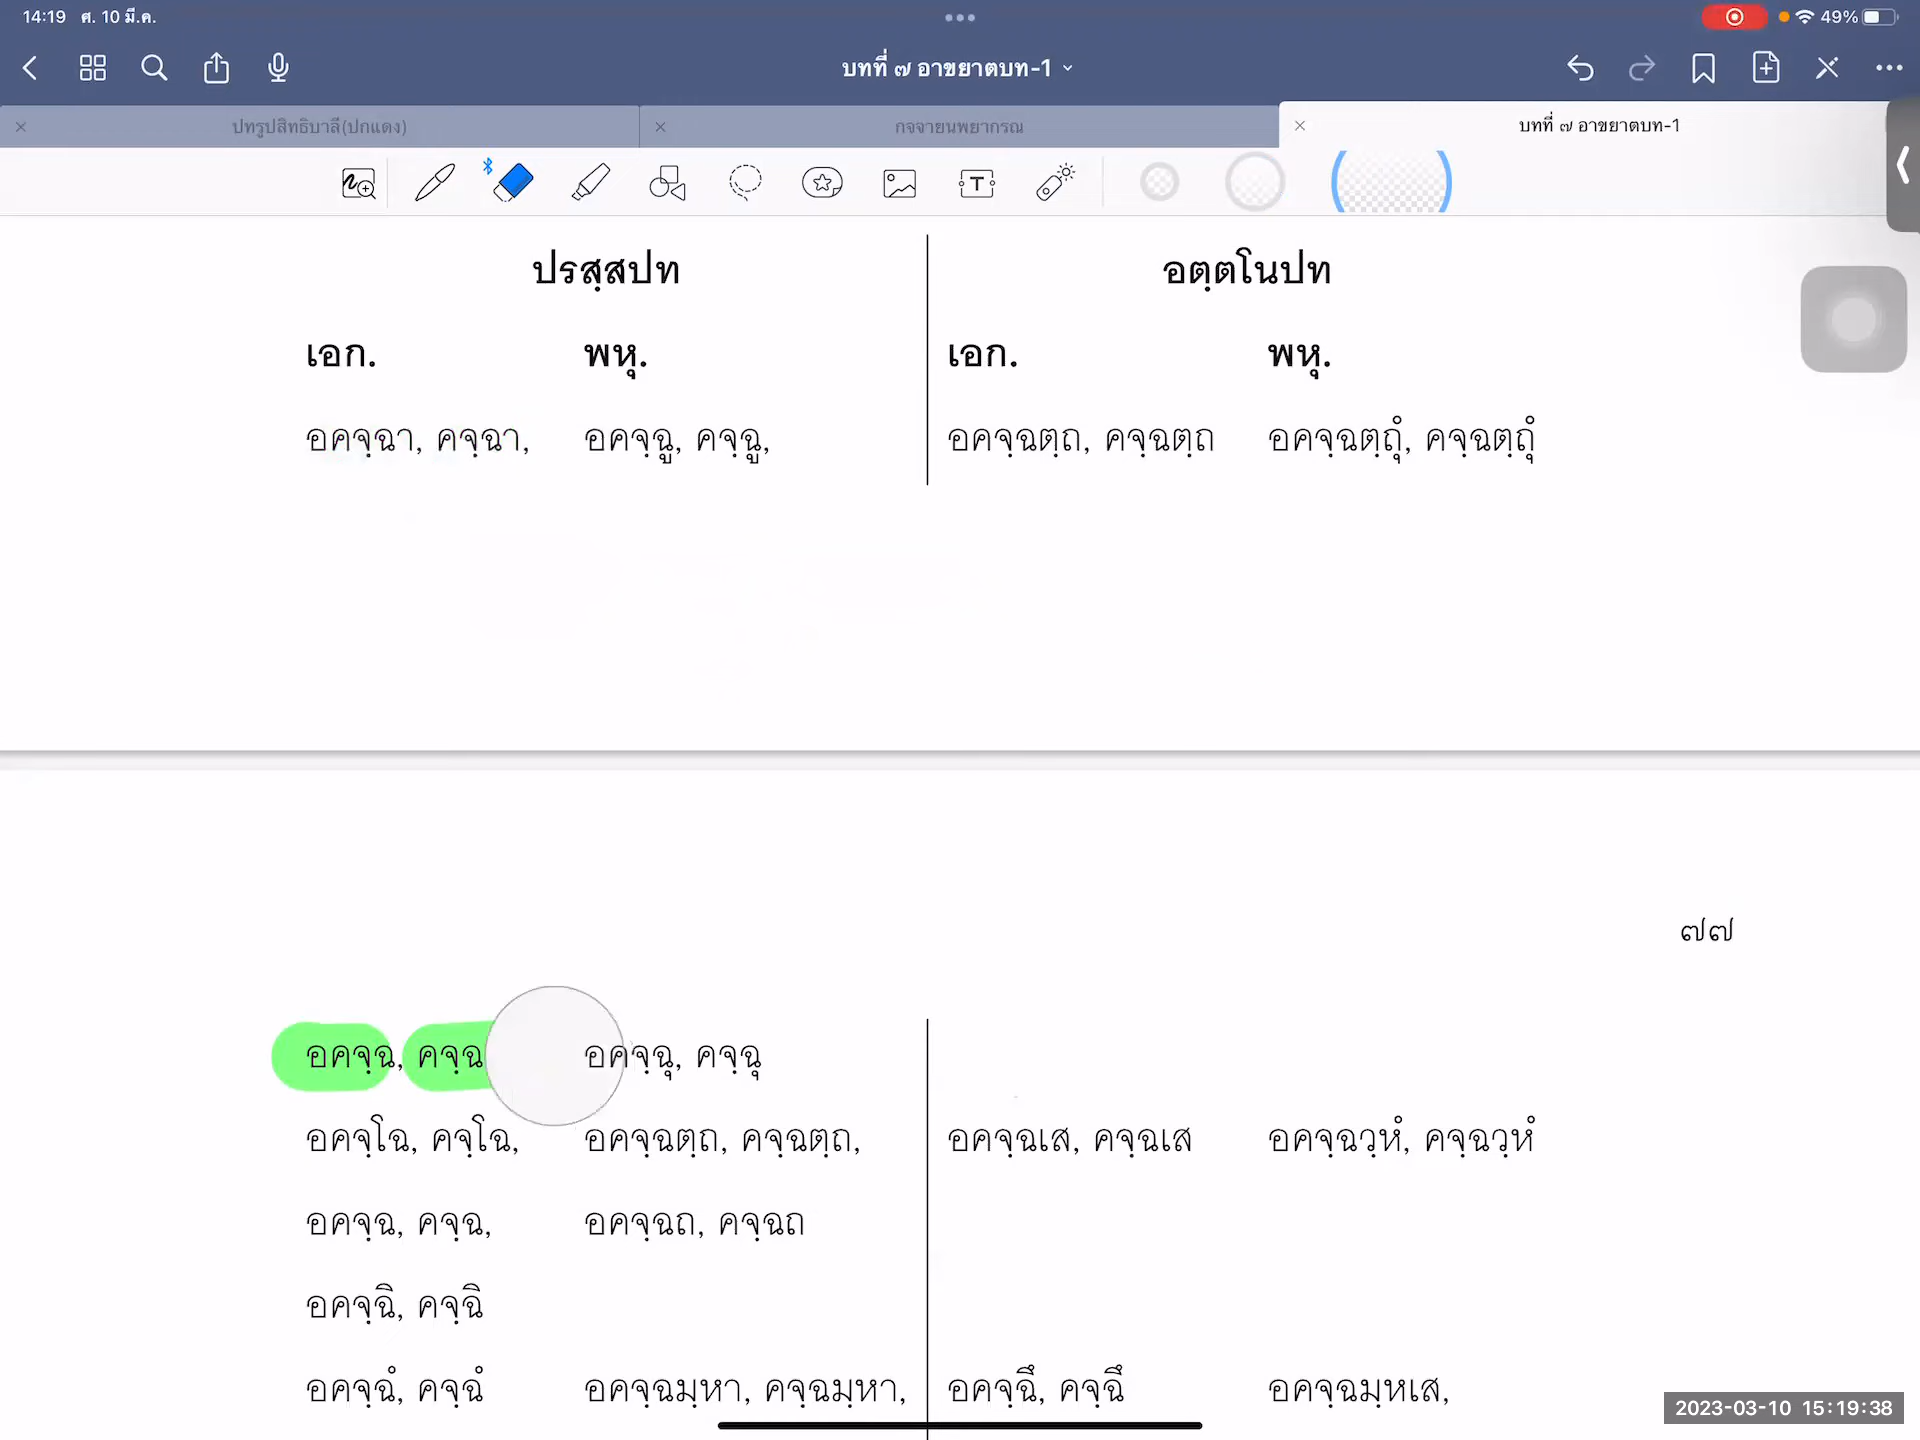 14:19 ศ. 10 มี.ค. 49%
บทที่ ๗ อาขยาตบท-1
ปทรูปสิทธิบาลี(ปกแดง) กจจายนพยากรณ บทที่ ๗ อาขยาตบท-1
ปรสฺสปท อตฺตโนปท
เอก. พหุ. เอก. พหุ.
อคจฺฉา, คจฺฉา, อคจฺฉู, คจฺฉู, อคจฺฉตฺถ, คจฺฉตฺถ อคจฺฉตฺถุํ, คจฺฉตฺถุํ
๗๗
อคจฺฉ, คจฺฉ อคจฺฉุ, คจฺฉุ
อคจฺโฉ, คจฺโฉ, อคจฺฉตฺถ, คจฺฉตฺถ, อคจฺฉเส, คจฺฉเส อคจฺฉวฺหํ, คจฺฉวฺหํ
อคจฺฉ, คจฺฉ, อคจฺฉถ, คจฺฉถ
อคจฺฉิ, คจฺฉิ
อคจฺฉํ, คจฺฉํ อคจฺฉมฺหา, คจฺฉมฺหา, อคจฺฉึ, คจฺฉึ อคจฺฉมฺหเส,
2023-03-10 15:19:38